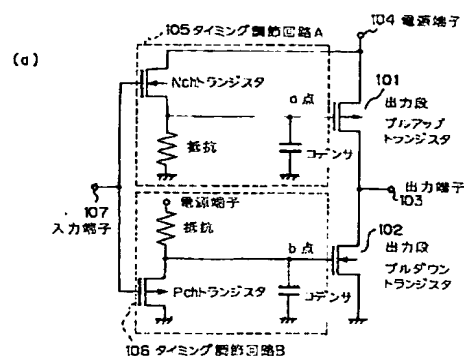 (a)
105タイミング調節回路A
104 電源端子
Nchトランジスタ
a点
101
出力段
プルアップ
トランジスタ
抵抗
コデンサ
107
入力端子
電源端子
抵抗
出力端子
103
b点
102
出力段
プルダウン
トランジスタ
Pchトランジスタ
コデンサ
106 タイミング調節回路B